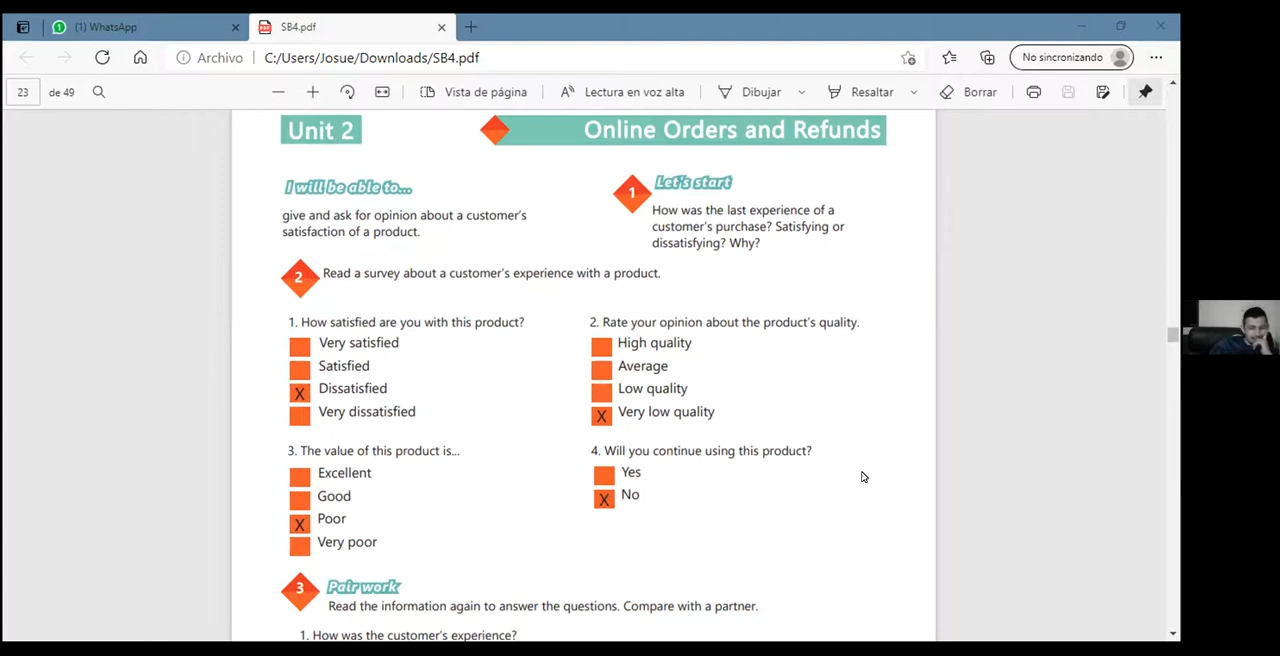 (1) WhatsApp
SB4.pdf
Archivo
C:/Users/Josue/Downloads/SB4.pdf
No sincronizando
23 de 49
Vista de página
Lectura en voz alta
Dibujar
Resaltar
Borrar
Unit 2
Online Orders and Refunds
I will be able to...
give and ask for opinion about a customer's
satisfaction of a product.
1
Let's start
How was the last experience of a
customer's purchase? Satisfying or
dissatisfying? Why?
2
Read a survey about a customer's experience with a product.
1. How satisfied are you with this product?
Very satisfied
Satisfied
X Dissatisfied
Very dissatisfied
2. Rate your opinion about the product's quality.
High quality
Average
Low quality
X Very low quality
3. The value of this product is...
Excellent
Good
X Poor
Very poor
4. Will you continue using this product?
Yes
X No
3
Pair work
Read the information again to answer the questions. Compare with a partner.
1. How was the customer's experience?